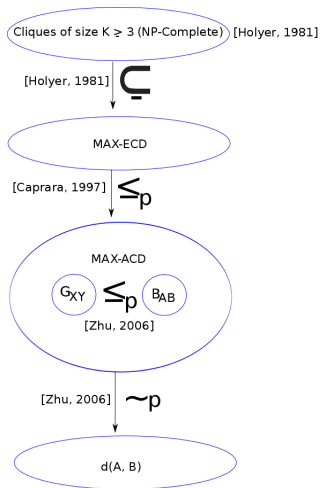 Cliques of size K ⩾ 3 (NP-Complete) [Holyer, 1981]
[Holyer, 1981] ⊆
MAX-ECD
[Caprara, 1997] ≤p
MAX-ACD
GXY ≤p BAB
[Zhu, 2006]
[Zhu, 2006] ~p
d(A, B)